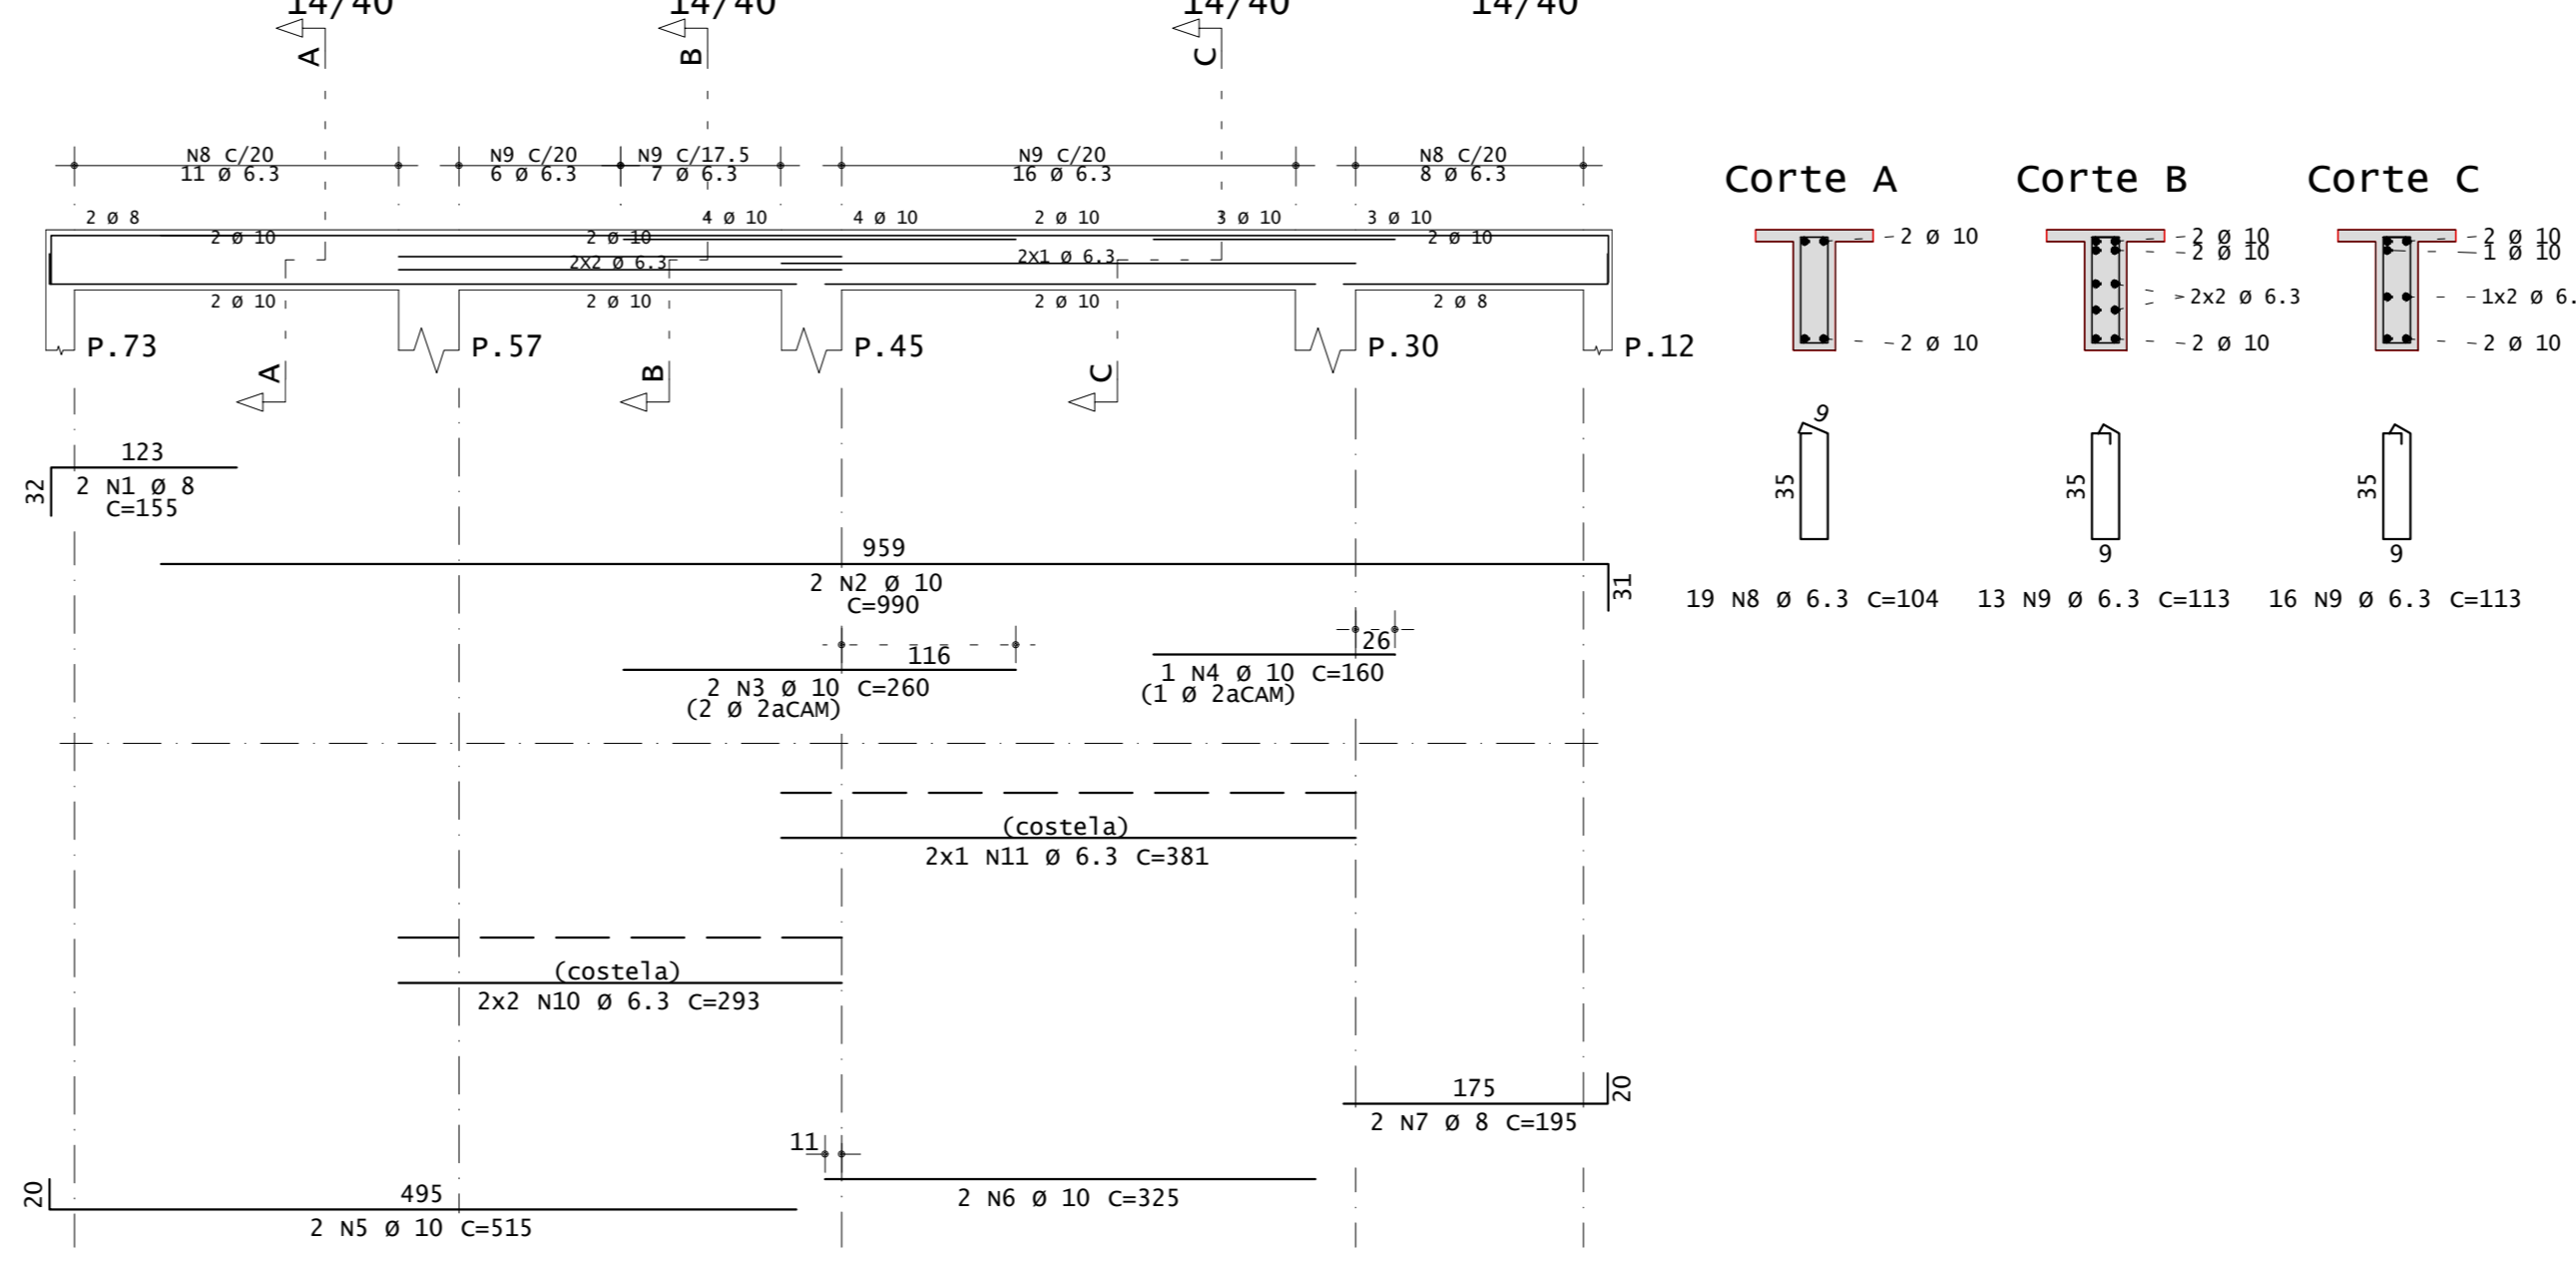 14/40 14/40 14/40 14/40
A B C
N8 C/20 N9 C/20 N9 C/17.5 N9 C/20 N8 C/20
11 Ø 6.3 6 Ø 6.3 7 Ø 6.3 16 Ø 6.3 8 Ø 6.3
2 Ø 8 4 Ø 10 4 Ø 10 2 Ø 10 3 Ø 10 3 Ø 10
2 Ø 10 2 Ø 10 2 Ø 10
2x2 Ø 6.3 2x1 Ø 6.3
2 Ø 10 2 Ø 10 2 Ø 10 2 Ø 8
P.73 P.57 P.45 P.30 P.12
A B C
Corte A Corte B Corte C
2 Ø 10 2 Ø 10 2 Ø 10
2 Ø 10 1 Ø 10
2x2 Ø 6.3 1x2 Ø 6.
2 Ø 10 2 Ø 10 2 Ø 10
9
35 35 35
9 9
19 N8 Ø 6.3 C=104 13 N9 Ø 6.3 C=113 16 N9 Ø 6.3 C=113
123
32 2 N1 Ø 8
C=155
959
2 N2 Ø 10 31
C=990
116
2 N3 Ø 10 C=260
(2 Ø 2aCAM)
26
1 N4 Ø 10 C=160
(1 Ø 2aCAM)
(costela)
2x1 N11 Ø 6.3 C=381
(costela)
2x2 N10 Ø 6.3 C=293
175 20
2 N7 Ø 8 C=195
11
2 N6 Ø 10 C=325
20 495
2 N5 Ø 10 C=515